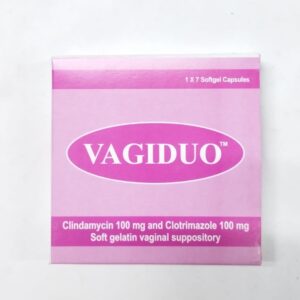 1 X 7 Softgel Capsules
VAGIDUO™
Clindamycin 100 mg and Clotrimazole 100 mg
Soft gelatin vaginal suppository